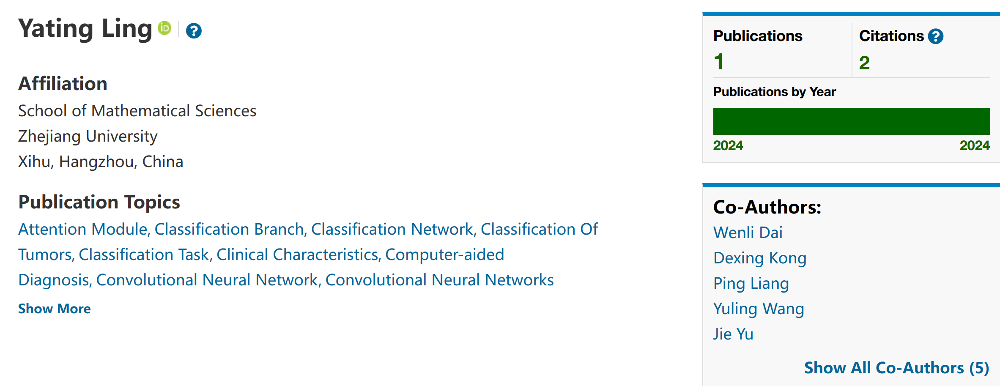 Yating Ling iD ?
Affiliation
School of Mathematical Sciences
Zhejiang University
Xihu, Hangzhou, China
Publication Topics
Attention Module, Classification Branch, Classification Network, Classification Of
Tumors, Classification Task, Clinical Characteristics, Computer-aided
Diagnosis, Convolutional Neural Network, Convolutional Neural Networks
Show More
Publications
1
Citations ?
2
Publications by Year
2024 2024
Co-Authors:
Wenli Dai
Dexing Kong
Ping Liang
Yuling Wang
Jie Yu
Show All Co-Authors (5)